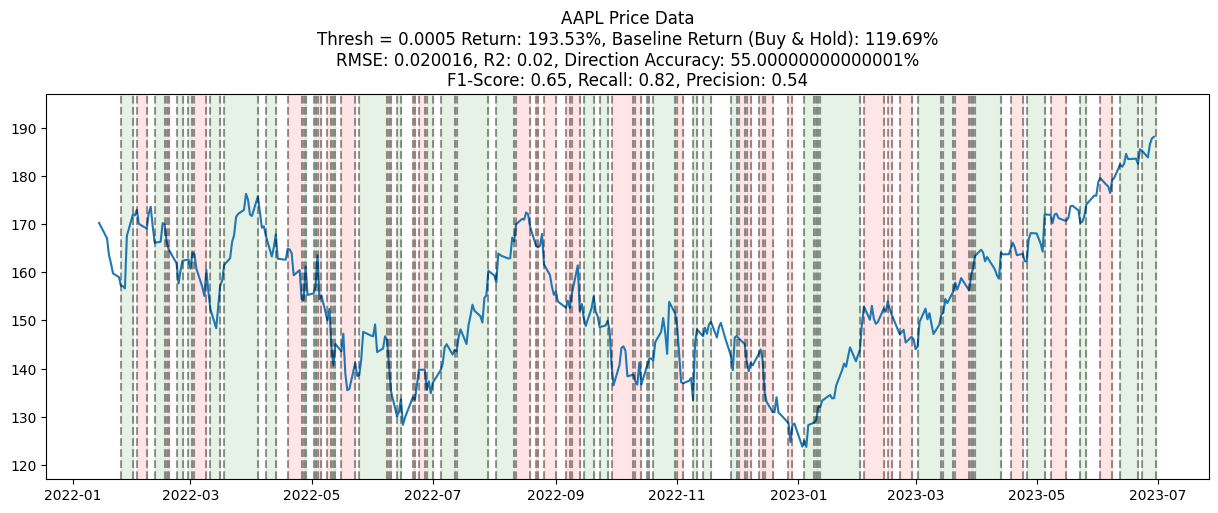 AAPL Price Data
Thresh = 0.0005 Return: 193.53%, Baseline Return (Buy & Hold): 119.69%
RMSE: 0.020016, R2: 0.02, Direction Accuracy: 55.00000000000001%
F1-Score: 0.65, Recall: 0.82, Precision: 0.54
190
180
170
160
150
140
130
120
2022-01 2022-03 2022-05 2022-07 2022-09 2022-11 2023-01 2023-03 2023-05 2023-07